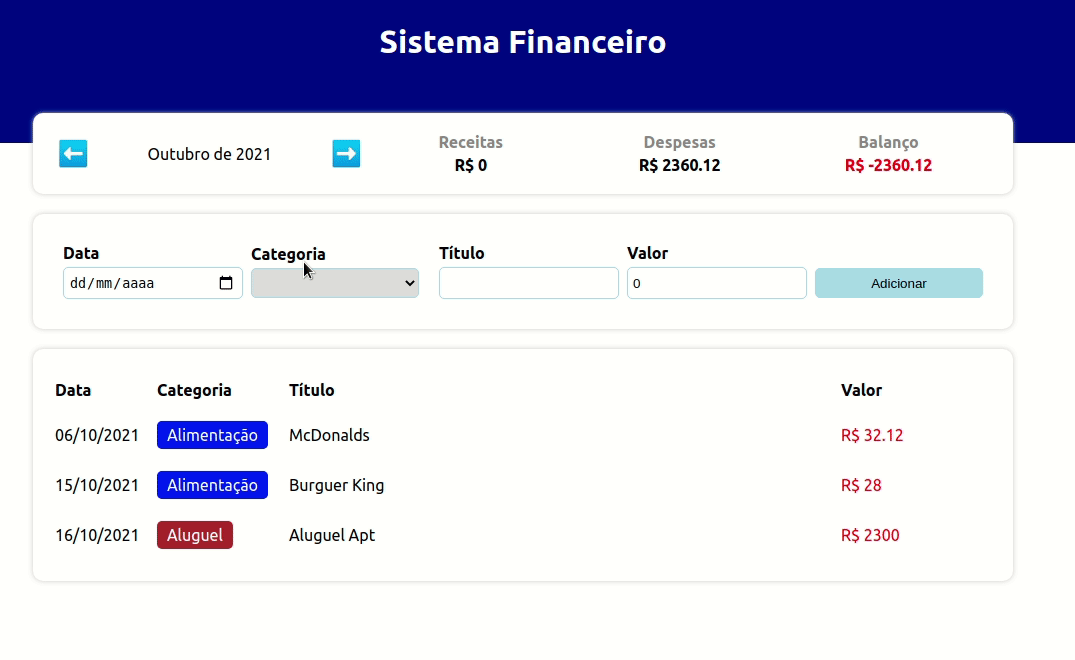 Sistema Financeiro
Outubro de 2021
Receitas
R$ 0
Despesas
R$ 2360.12
Balanço
R$ -2360.12
Data Categoria Título Valor
dd/mm/aaaa 0 Adicionar
Data Categoria Título Valor
06/10/2021 Alimentação McDonalds R$ 32.12
15/10/2021 Alimentação Burguer King R$ 28
16/10/2021 Aluguel Aluguel Apt R$ 2300